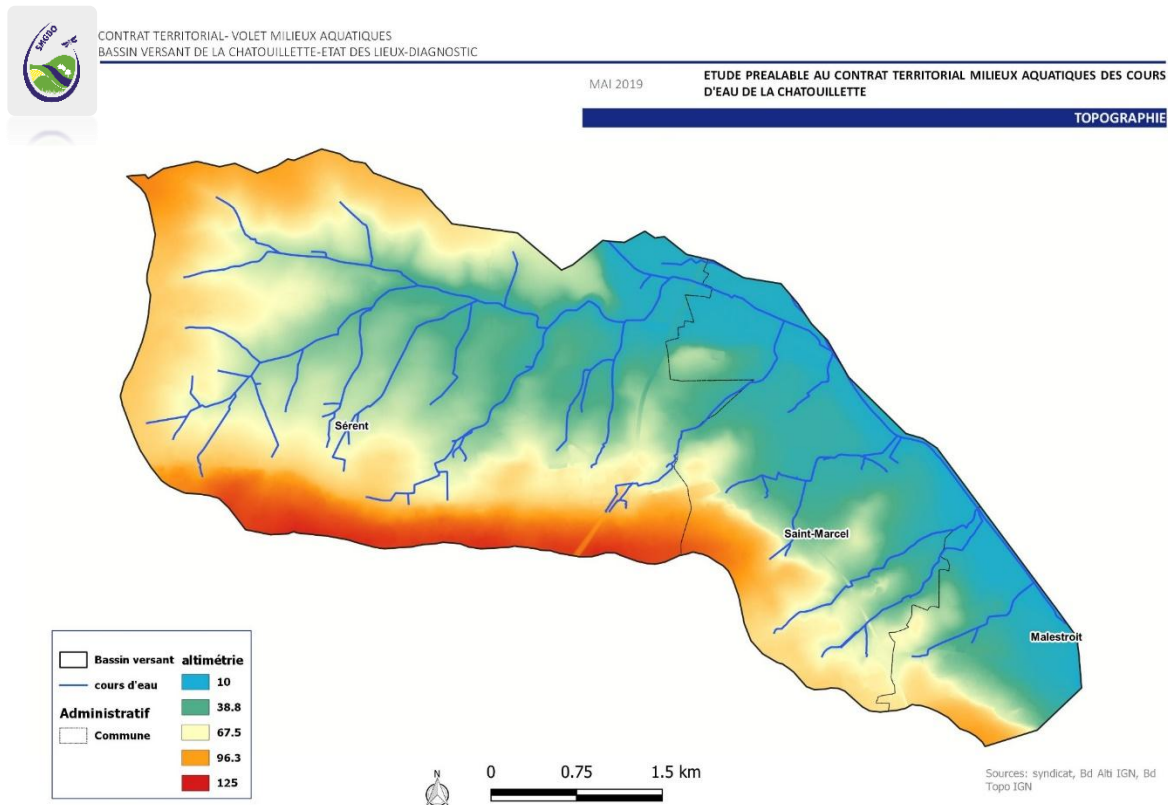 SMGBO
CONTRAT TERRITORIAL- VOLET MILIEUX AQUATIQUES
BASSIN VERSANT DE LA CHATOUILLETTE-ETAT DES LIEUX-DIAGNOSTIC
MAI 2019
ETUDE PREALABLE AU CONTRAT TERRITORIAL MILIEUX AQUATIQUES DES COURS
D'EAU DE LA CHATOUILLETTE
TOPOGRAPHIE
Sérent
Saint-Marcel
Malestroit
Bassin versant
cours d'eau
Administratif
Commune
altimétrie
10
38.8
67.5
96.3
125
N
0 0.75 1.5 km
Sources: syndicat, Bd Alti IGN, Bd
Topo IGN